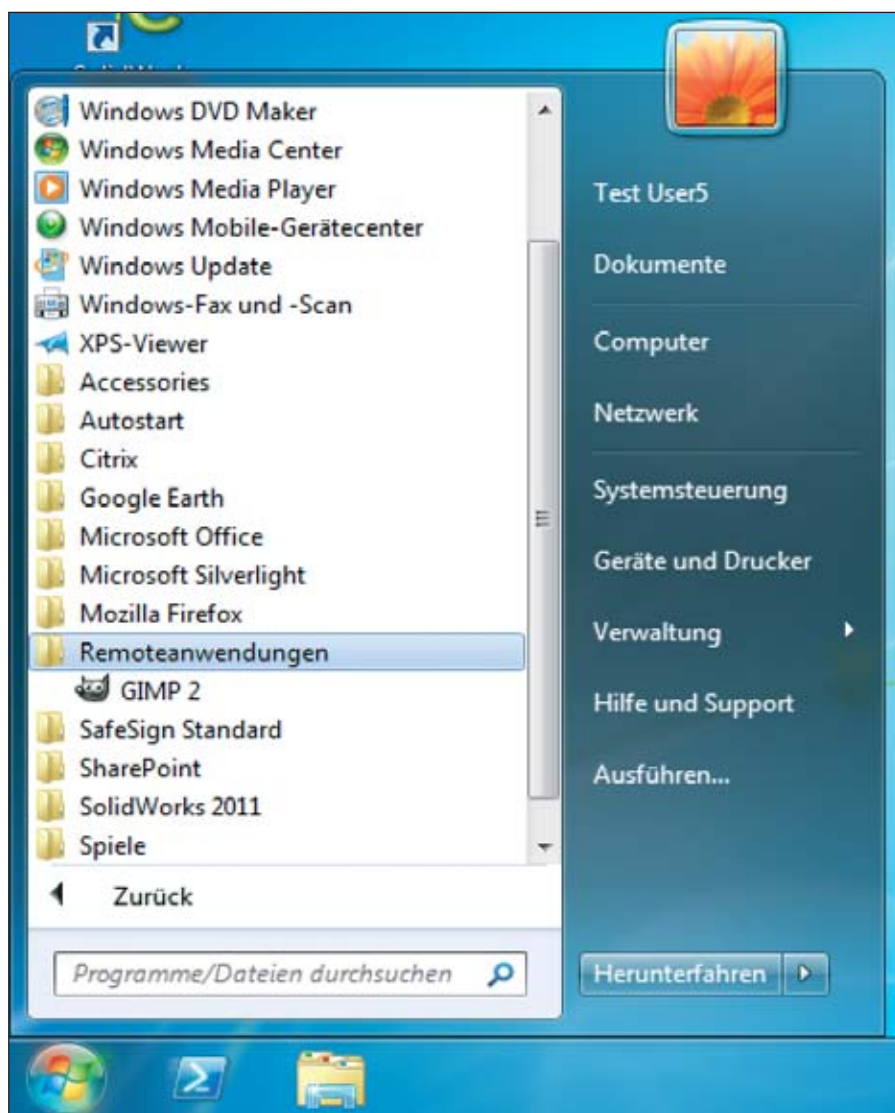 Windows DVD Maker
Windows Media Center
Windows Media Player
Windows Mobile-Gerätecenter
Windows Update
Windows-Fax und -Scan
XPS-Viewer
Accessories
Autostart
Citrix
Google Earth
Microsoft Office
Microsoft Silverlight
Mozilla Firefox
Remoteanwendungen
GIMP 2
SafeSign Standard
SharePoint
SolidWorks 2011
Spiele
Zurück
Programme/Dateien durchsuchen
Test User5
Dokumente
Computer
Netzwerk
Systemsteuerung
Geräte und Drucker
Verwaltung
Hilfe und Support
Ausführen...
Herunterfahren